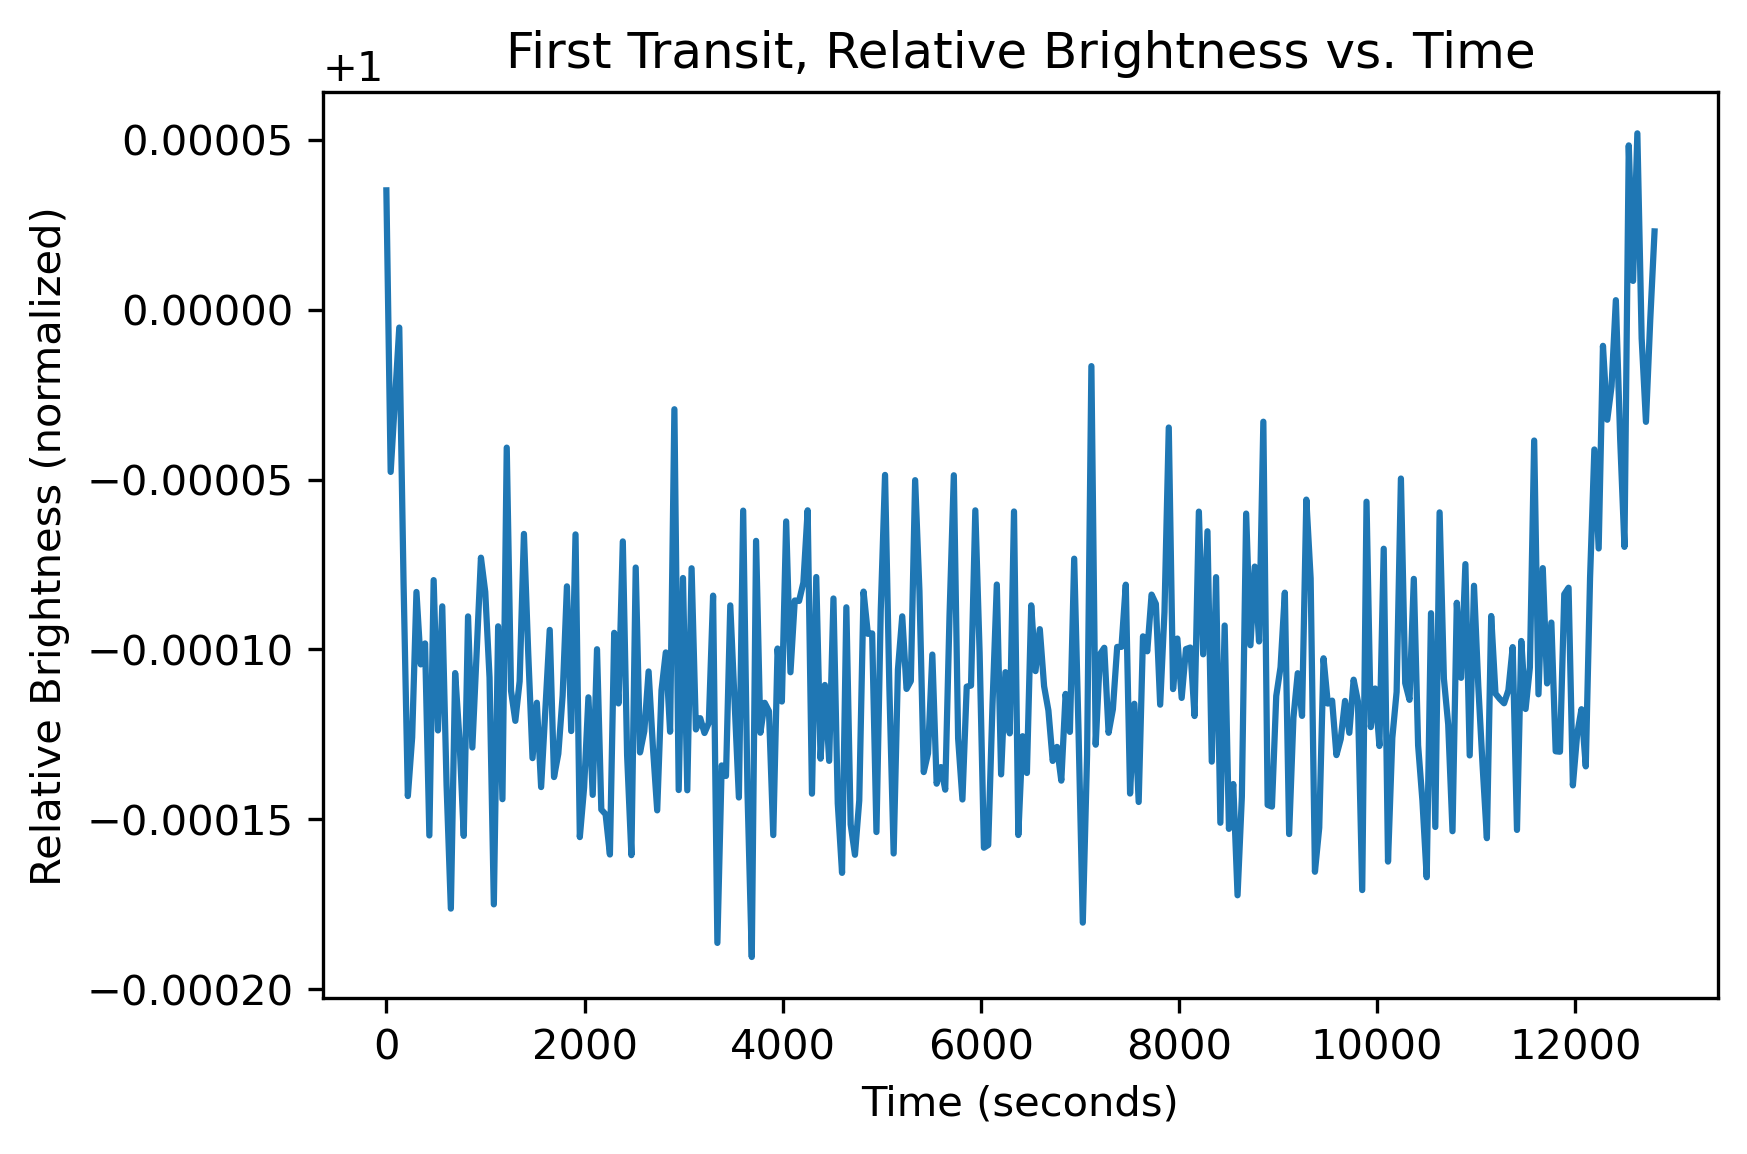 First Transit, Relative Brightness vs. Time
+1
0.00005
0.00000
−0.00005
−0.00010
−0.00015
−0.00020
Relative Brightness (normalized)
0 2000 4000 6000 8000 10000 12000
Time (seconds)